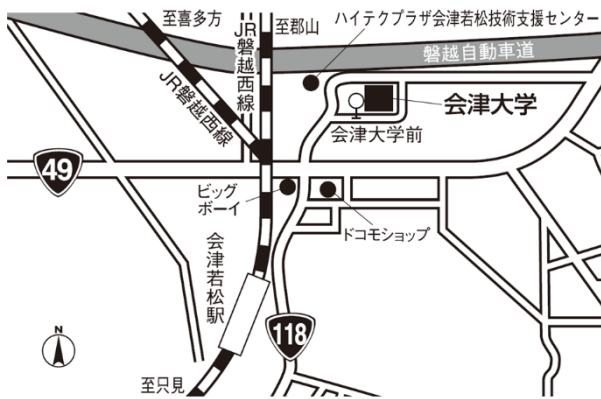 至喜多方
至郡山
ハイテクプラザ会津若松技術支援センター
JR磐越西線
JR磐越西線
磐越自動車道
会津大学
会津大学前
49
ビッグ
ボーイ
ドコモショップ
会津若松駅
118
N
至只見